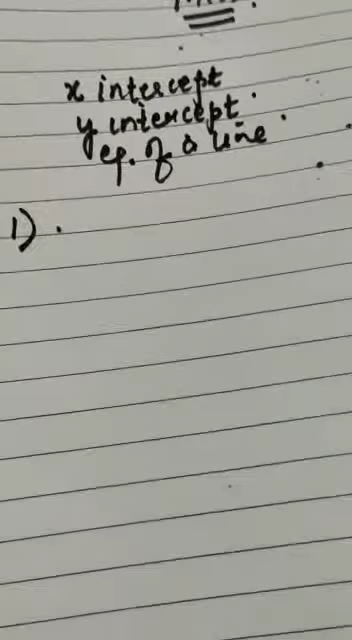 x intercept
y intercept
eq. of a line
1)